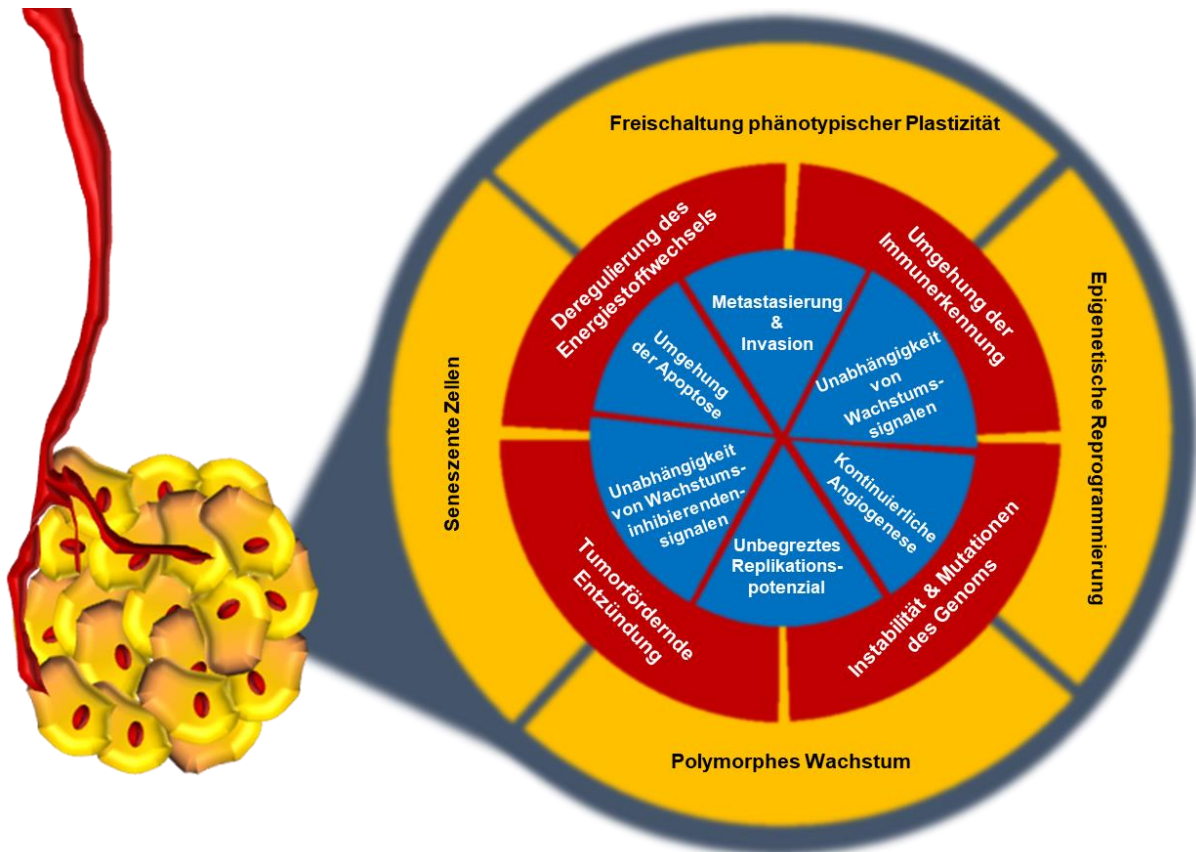 Freischaltung phänotypischer Plastizität
Deregulierung des
Energiestoffwechsels
Umgehung der
Immunerkennung
Metastasierung
&
Invasion
Umgehung
der Apoptose
Unabhängigkeit
von
Wachstums-
signalen
Seneszente Zellen
Epigenetische Reprogrammierung
Unabhängigkeit
von Wachstums-
inhibierenden-
signalen
Kontinuierliche
Angiogenese
Unbegreztes
Replikations-
potenzial
Tumorfördernde
Entzündung
Instabilität & Mutationen
des Genoms
Polymorphes Wachstum